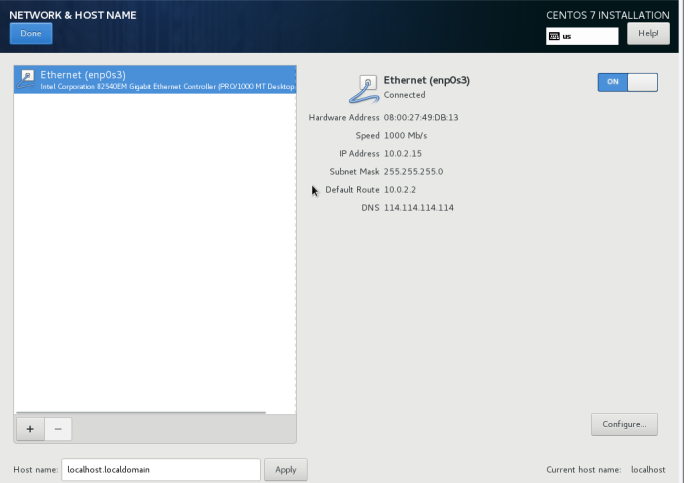 NETWORK & HOST NAME
CENTOS 7 INSTALLATION
Done
us
Help!
Ethernet (enp0s3)
Intel Corporation 82540EM Gigabit Ethernet Controller (PRO/1000 MT Desktop
Ethernet (enp0s3)
Connected
ON
Hardware Address 08:00:27:49:DB:13
Speed 1000 Mb/s
IP Address 10.0.2.15
Subnet Mask 255.255.255.0
Default Route 10.0.2.2
DNS 114.114.114.114
+ −
Configure...
Host name: localhost.localdomain Apply
Current host name: localhost